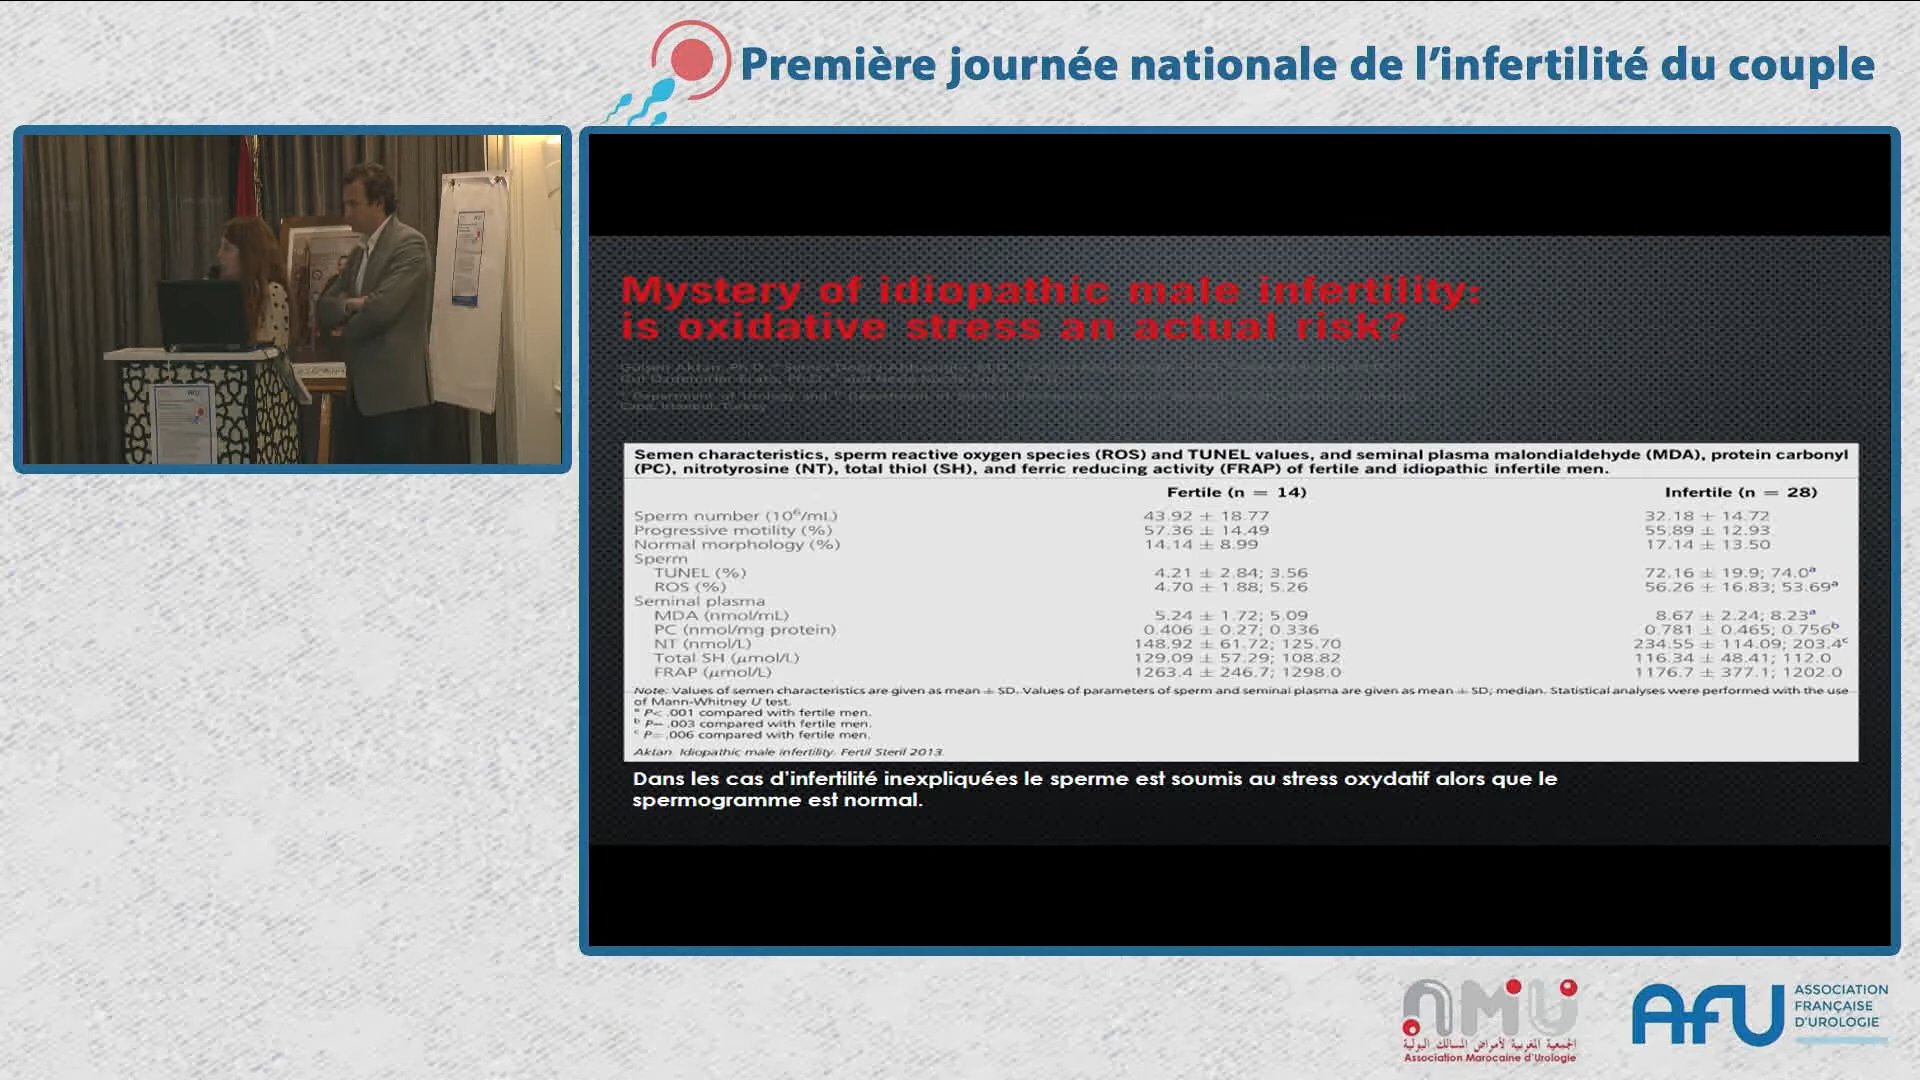 Première journée nationale de l'infertilité du couple
Mystery of idiopathic male infertility:
is oxidative stress an actual risk?
Semen characteristics, sperm reactive oxygen species (ROS) and TUNEL values, and seminal plasma malondialdehyde (MDA), protein carbonyl
(PC), nitrotyrosine (NT), total thiol (SH), and ferric reducing activity (FRAP) of fertile and idiopathic infertile men.
Fertile (n = 14) Infertile (n = 28)
Sperm number (10⁶/mL) 43.92 ± 18.77 32.18 ± 14.72
Progressive motility (%) 57.36 ± 14.49 55.89 ± 12.93
Normal morphology (%) 14.14 ± 8.99 17.14 ± 13.50
Sperm
TUNEL (%) 4.21 ± 2.84; 3.56 72.16 ± 19.9; 74.0ᵃ
ROS (%) 4.70 ± 1.88; 5.26 56.26 ± 16.83; 53.69ᵃ
Seminal plasma
MDA (nmol/mL) 5.24 ± 1.72; 5.09 8.67 ± 2.24; 8.23ᵃ
PC (nmol/mg protein) 0.406 ± 0.27; 0.336 0.781 ± 0.465; 0.756ᵇ
NT (nmol/L) 148.92 ± 61.72; 125.70 234.55 ± 114.09; 203.4ᶜ
Total SH (μmol/L) 129.09 ± 57.29; 108.82 116.34 ± 48.41; 112.0
FRAP (μmol/L) 1263.4 ± 246.7; 1298.0 1176.7 ± 377.1; 1202.0
Note: Values of semen characteristics are given as mean ± SD. Values of parameters of sperm and seminal plasma are given as mean ± SD; median. Statistical analyses were performed with the use
of Mann-Whitney U test.
ᵃ P< .001 compared with fertile men.
ᵇ P= .003 compared with fertile men.
ᶜ P= .006 compared with fertile men.
Aktan. Idiopathic male infertility. Fertil Steril 2013.
Dans les cas d'infertilité inexpliquées le sperme est soumis au stress oxydatif alors que le
spermogramme est normal.
AMU
الجمعية المغربية لأمراض المسالك البولية
Association Marocaine d'Urologie
AFU
ASSOCIATION
FRANÇAISE
D'UROLOGIE